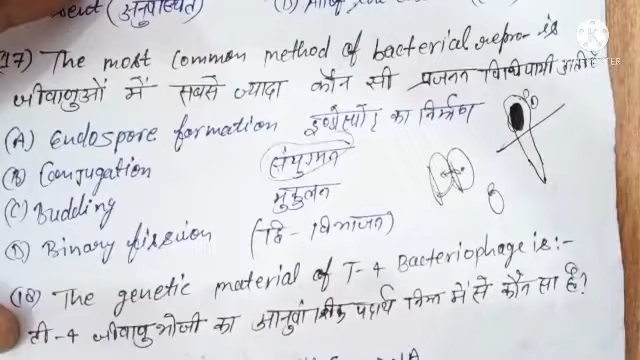 (अनुपस्थित)
17) The most common method of bacterial repro- is
जीवाणुओं में सबसे ज्यादा कौन सी प्रजनन विधि पायी जाती है
(A) Endospore formation का निर्माण
(B) Conjugation संयुग्मन
(C) Budding मुकुलन
(D) Binary fission (द्वि-विभाजन)
(18) The genetic material of T-4 Bacteriophage is:-
टी-4 जीवाणुभोजी का आनुवांशिक पदार्थ निम्न में से कौन सा है?